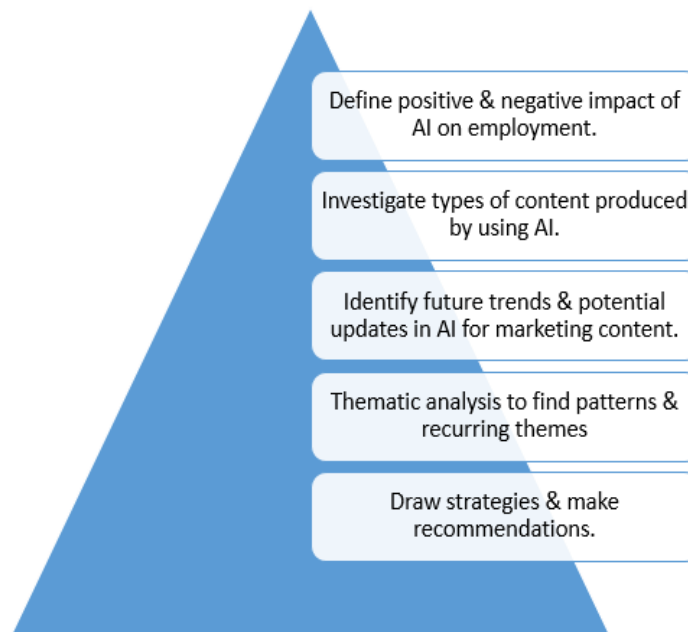 Define positive & negative impact of
AI on employment.
Investigate types of content produced
by using AI.
Identify future trends & potential
updates in AI for marketing content.
Thematic analysis to find patterns &
recurring themes
Draw strategies & make
recommendations.